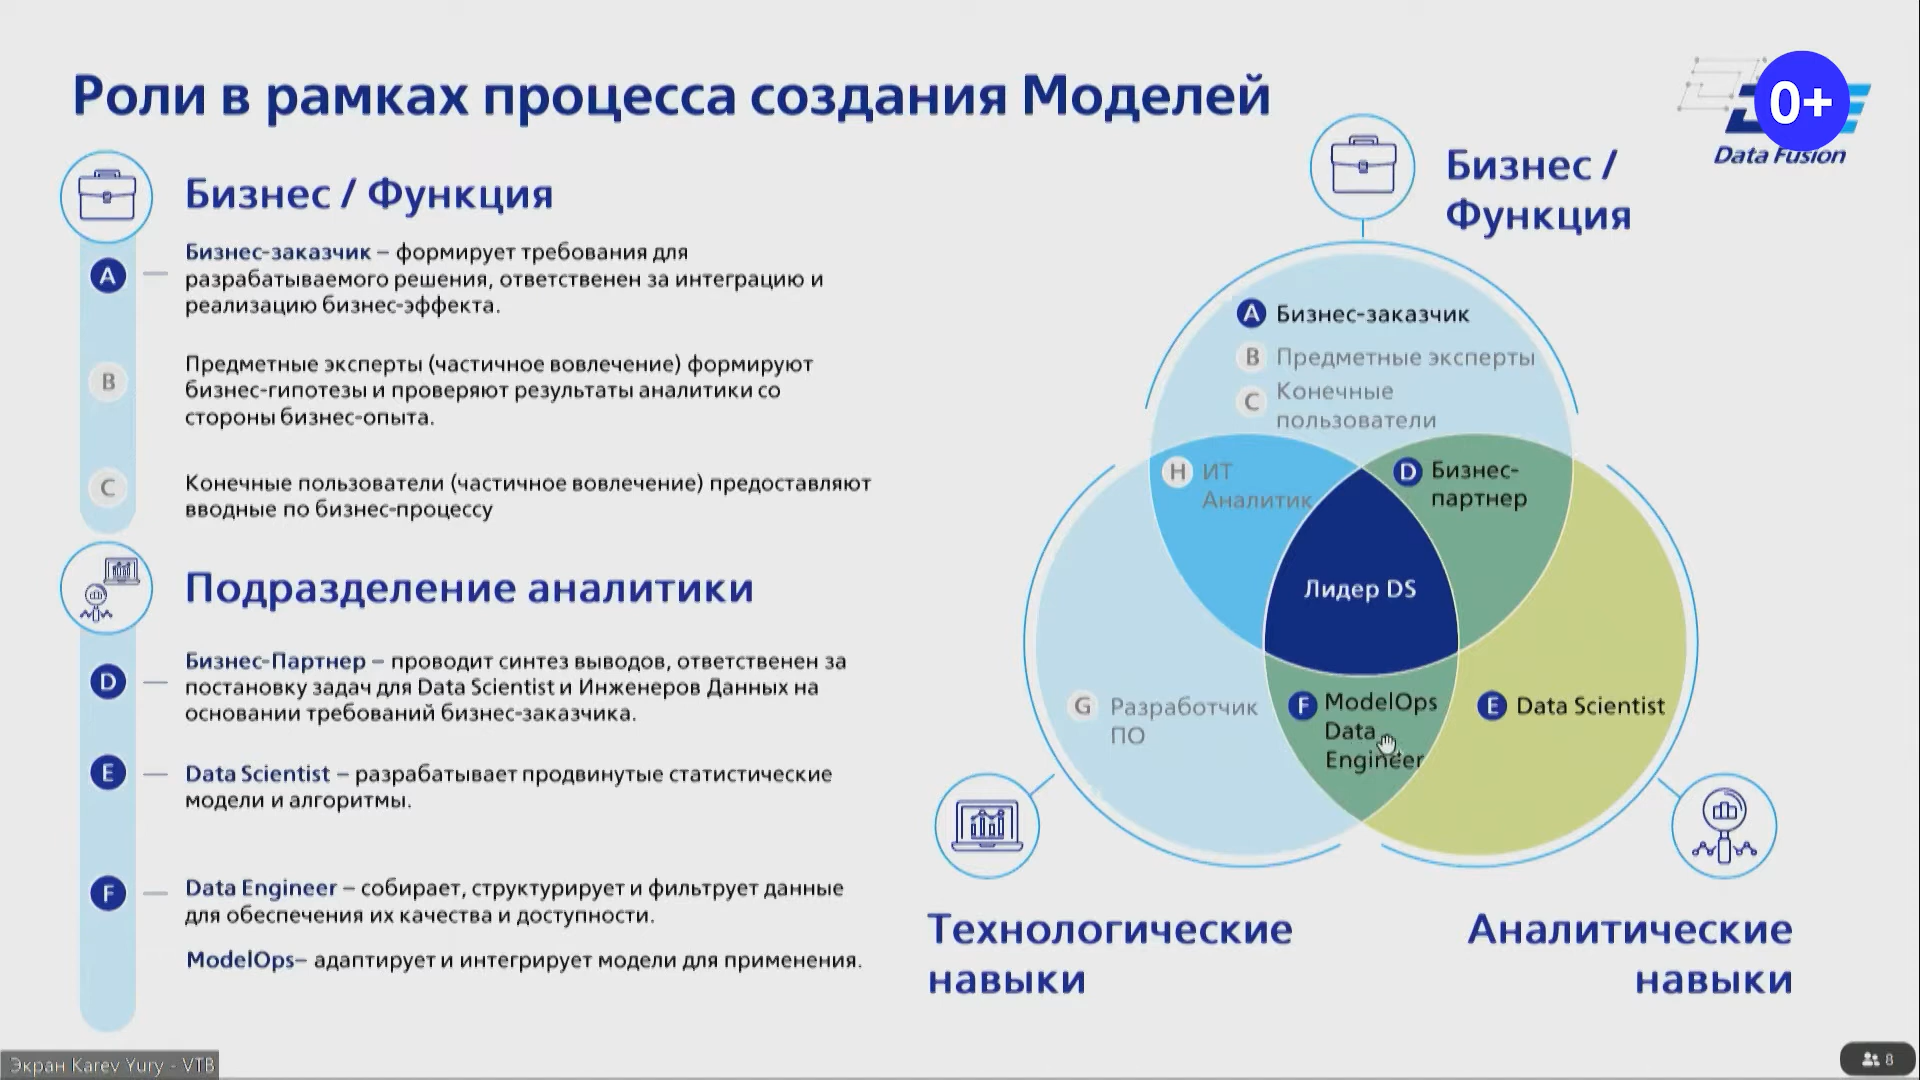 Роли в рамках процесса создания Моделей
0+
Data Fusion
Бизнес / Функция
A
Бизнес-заказчик – формирует требования для
разрабатываемого решения, ответственен за интеграцию и
реализацию бизнес-эффекта.
B
Предметные эксперты (частичное вовлечение) формируют
бизнес-гипотезы и проверяют результаты аналитики со
стороны бизнес-опыта.
C
Конечные пользователи (частичное вовлечение) предоставляют
вводные по бизнес-процессу
Подразделение аналитики
D
Бизнес-Партнер – проводит синтез выводов, ответственен за
постановку задач для Data Scientist и Инженеров Данных на
основании требований бизнес-заказчика.
E
Data Scientist – разрабатывает продвинутые статистические
модели и алгоритмы.
F
Data Engineer – собирает, структурирует и фильтрует данные
для обеспечения их качества и доступности.
ModelOps– адаптирует и интегрирует модели для применения.
Бизнес /
Функция
A Бизнес-заказчик
B Предметные эксперты
C Конечные
пользователи
H ИТ
Аналитик
D Бизнес-
партнер
Лидер DS
G Разработчик
ПО
F ModelOps
Data
Engineer
E Data Scientist
Технологические
навыки
Аналитические
навыки
Экран Karev Yury - VTB
8